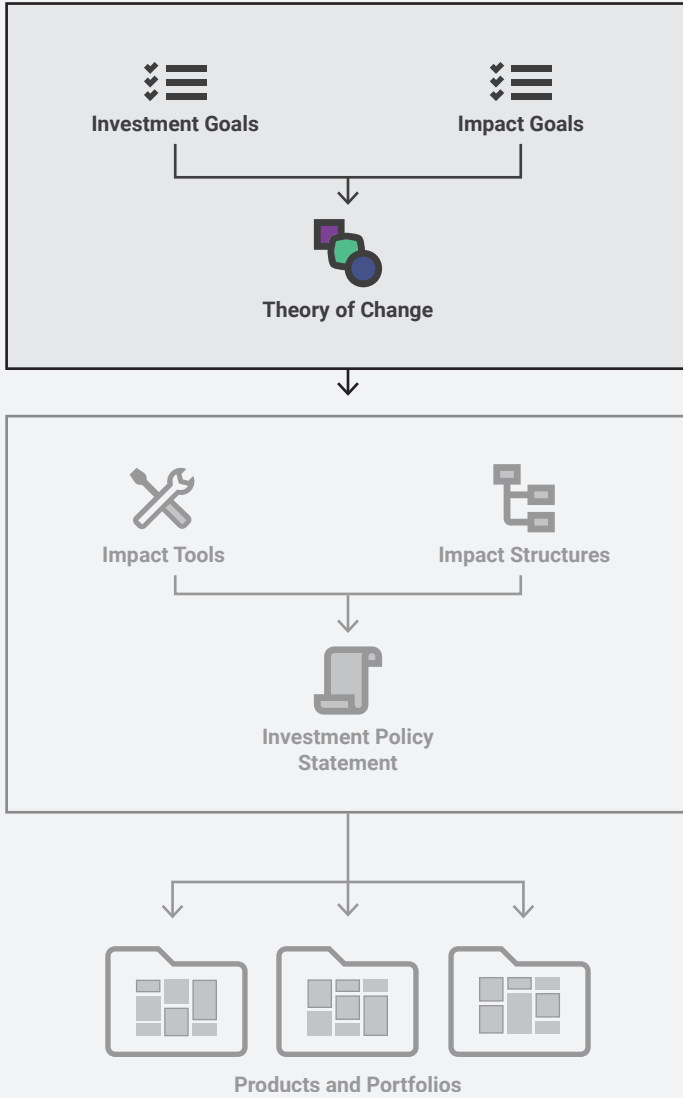 Investment Goals
Impact Goals
Theory of Change
Impact Tools
Impact Structures
Investment Policy
Statement
Products and Portfolios